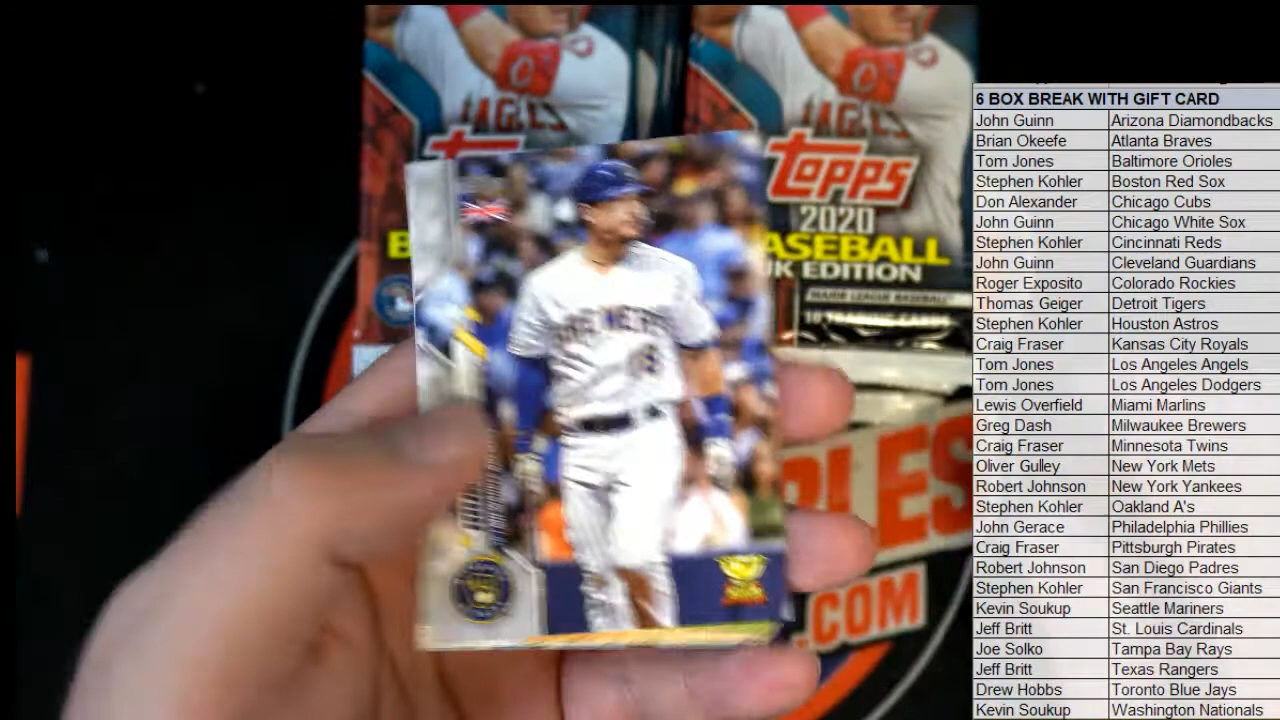 TOPPS
2020
BASEBALL
UK EDITION
MAJOR LEAGUE BASEBALL
.COM
6 BOX BREAK WITH GIFT CARD
John Guinn Arizona Diamondbacks
Brian Okeefe Atlanta Braves
Tom Jones Baltimore Orioles
Stephen Kohler Boston Red Sox
Don Alexander Chicago Cubs
John Guinn Chicago White Sox
Stephen Kohler Cincinnati Reds
John Guinn Cleveland Guardians
Roger Exposito Colorado Rockies
Thomas Geiger Detroit Tigers
Stephen Kohler Houston Astros
Craig Fraser Kansas City Royals
Tom Jones Los Angeles Angels
Tom Jones Los Angeles Dodgers
Lewis Overfield Miami Marlins
Greg Dash Milwaukee Brewers
Craig Fraser Minnesota Twins
Oliver Gulley New York Mets
Robert Johnson New York Yankees
Stephen Kohler Oakland A's
John Gerace Philadelphia Phillies
Craig Fraser Pittsburgh Pirates
Robert Johnson San Diego Padres
Stephen Kohler San Francisco Giants
Kevin Soukup Seattle Mariners
Jeff Britt St. Louis Cardinals
Joe Solko Tampa Bay Rays
Jeff Britt Texas Rangers
Drew Hobbs Toronto Blue Jays
Kevin Soukup Washington Nationals